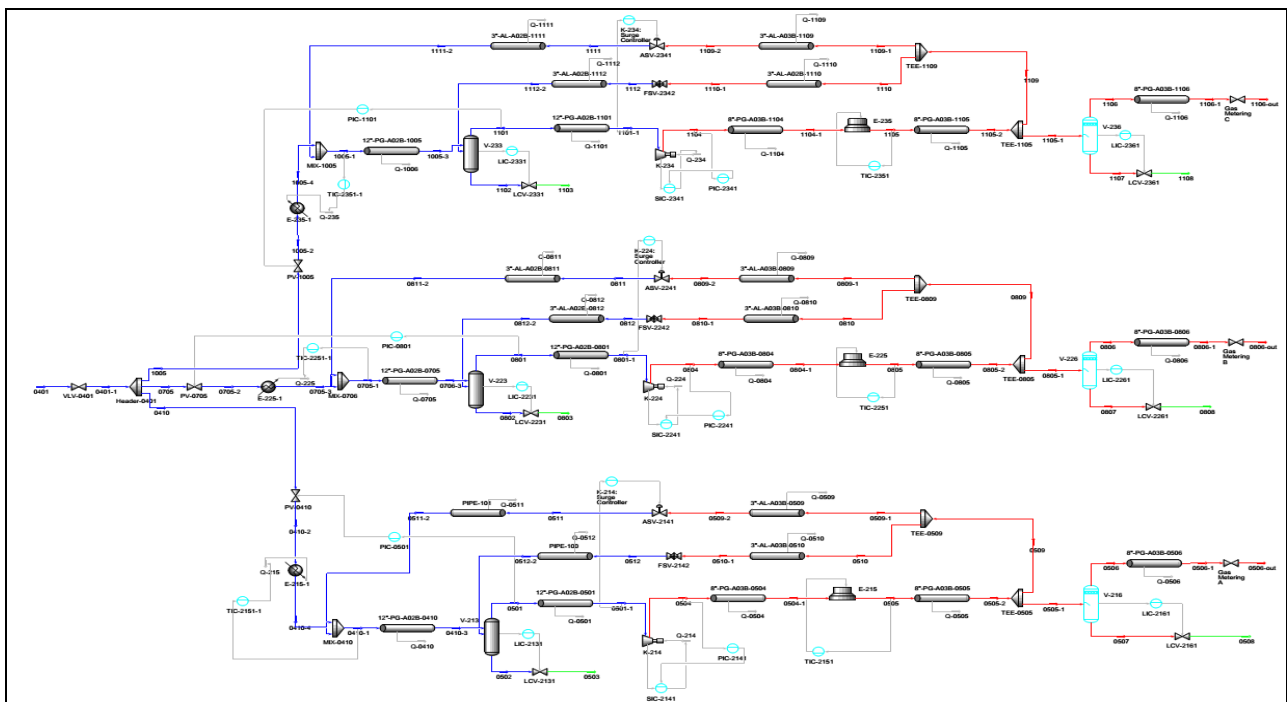 Q-1111
K-234:
Surge
Controller
Q-1109
3"-AL-A02B-1111
3"-AL-A03B-1109
1111-2
1111
ASV-2341
1109-2
1109-1
TEE-1109
Q-1112
Q-1110
3"-AL-A02B-1112
3"-AL-A02B-1110
1109
1112-2
1112
FSV-2342
1110-1
1110
PIC-1101
1101
12"-PG-A02B-1101
1101-1
8"-PG-A03B-1104
E-235
8"-PG-A03B-1105
1106
8"-PG-A03B-1106
1106-1
1106-out
Gas
Metering
C
Q-1106
12"-PG-A02B-1005
V-233
1104
1104-1
1105
1105-2
TEE-1105
1105-1
V-236
MIX-1005
1005-1
Q-1006
1005-3
LIC-2331
Q-1101
K-234
Q-234
Q-1104
Q-1105
LIC-2361
1005-4
TIC-2351-1
1102
LCV-2331
1103
SIC-2341
PIC-2341
TIC-2351
1107
LCV-2361
1108
E-235-1
Q-235
1005-2
PV-1005
Q-0811
K-224:
Surge
Controller
Q-0809
3"-AL-A02B-0811
3"-AL-A03B-0809
0811-2
0811
ASV-2241
0809-2
0809-1
TEE-0809
Q-0812
Q-0810
3"-AL-A02B-0812
3"-AL-A03B-0810
0809
0812-2
0812
FSV-2242
0810-1
0810
PIC-0801
0801
12"-PG-A02B-0801
0801-1
TIC-2251-1
8"-PG-A03B-0804
E-225
8"-PG-A03B-0805
0806
8"-PG-A03B-0806
0806-1
0806-out
Gas
Metering
B
Q-0806
1005
12"-PG-A02B-0705
V-223
0804
0804-1
0805
0805-2
TEE-0805
0805-1
V-226
0401
VLV-0401
0401-1
Header-0401
0705
PV-0705
0705-2
E-225-1
Q-225
0705-3
MIX-0706
0705-1
Q-0705
0706-3
LIC-2231
Q-0801
K-224
Q-224
Q-0804
Q-0805
LIC-2261
0410
0802
LCV-2231
0803
SIC-2241
PIC-2241
TIC-2251
0807
LCV-2261
0808
PIPE-101
Q-0511
K-214:
Surge
Controller
Q-0509
3"-AL-A03B-0509
PV-0410
0511-2
0511
ASV-2141
0509-2
0509-1
TEE-0509
0410-2
PIC-0501
Q-0512
Q-0510
3"-AL-A03B-0510
0509
0512-2
0512
FSV-2142
0510-1
0510
Q-215
E-215-1
0501
12"-PG-A02B-0501
0501-1
8"-PG-A03B-0504
E-215
8"-PG-A03B-0505
0506
8"-PG-A03B-0506
0506-1
0506-out
Gas
Metering
A
Q-0506
TIC-2151-1
12"-PG-A02B-0410
V-213
0504
0504-1
0505
0505-2
TEE-0505
0505-1
V-216
0410-4
MIX-0410
0410-1
Q-0410
0410-3
LIC-2131
Q-0501
K-214
Q-214
Q-0504
Q-0505
LIC-2161
0502
LCV-2131
0503
SIC-2141
PIC-2141
TIC-2151
0507
LCV-2161
0508